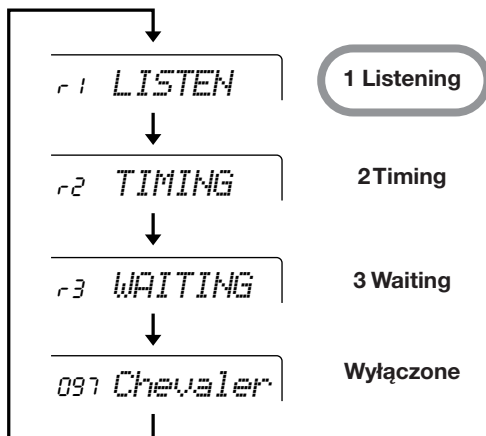 r1 LISTEN 1 Listening
r2 TIMING 2 Timing
r3 WAITING 3 Waiting
097 Chevaler Wyłączone